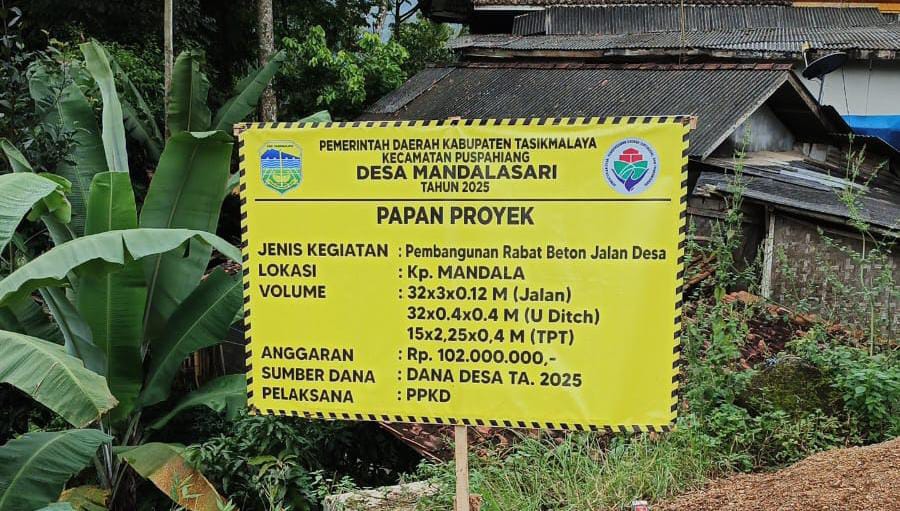 PEMERINTAH DAERAH KABUPATEN TASIKMALAYA
KECAMATAN PUSPAHIANG
DESA MANDALASARI
TAHUN 2025
PAPAN PROYEK
JENIS KEGIATAN : Pembangunan Rabat Beton Jalan Desa
LOKASI : Kp. MANDALA
VOLUME : 32x3x0.12 M (Jalan)
32x0.4x0.4 M (U Ditch)
15x2,25x0,4 M (TPT)
ANGGARAN : Rp. 102.000.000,-
SUMBER DANA : DANA DESA TA. 2025
PELAKSANA : PPKD